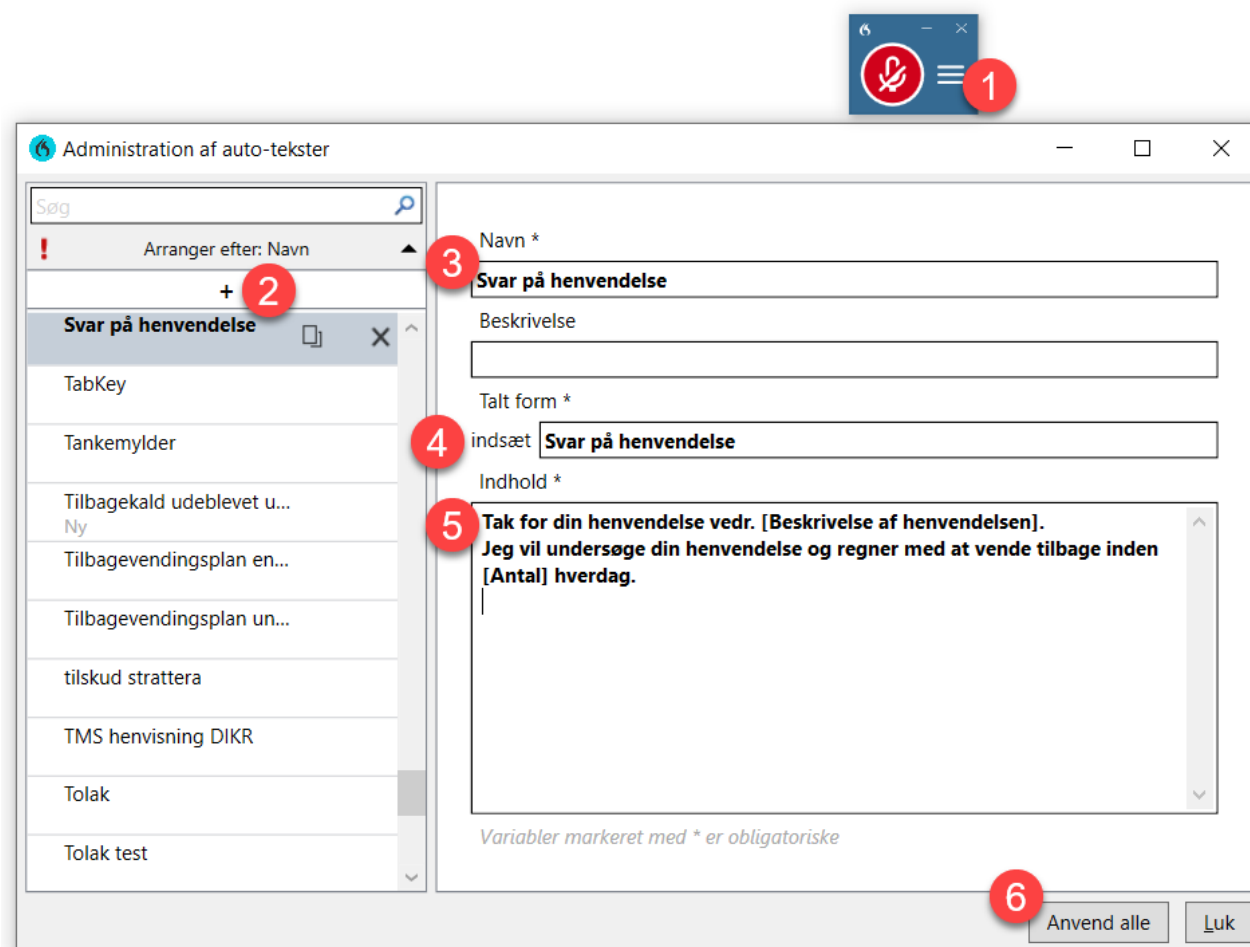 1
Administration af auto-tekster
Søg
! Arranger efter: Navn
+ 2
Svar på henvendelse
TabKey
Tankemylder
Tilbagekald udeblevet u...
Ny
Tilbagevendingsplan en...
Tilbagevendingsplan un...
tilskud strattera
TMS henvisning DIKR
Tolak
Tolak test
Navn *
3 Svar på henvendelse
Beskrivelse
Talt form *
4 indsæt Svar på henvendelse
Indhold *
5 Tak for din henvendelse vedr. [Beskrivelse af henvendelsen].
Jeg vil undersøge din henvendelse og regner med at vende tilbage inden
[Antal] hverdag.
Variabler markeret med * er obligatoriske
6 Anvend alle Luk